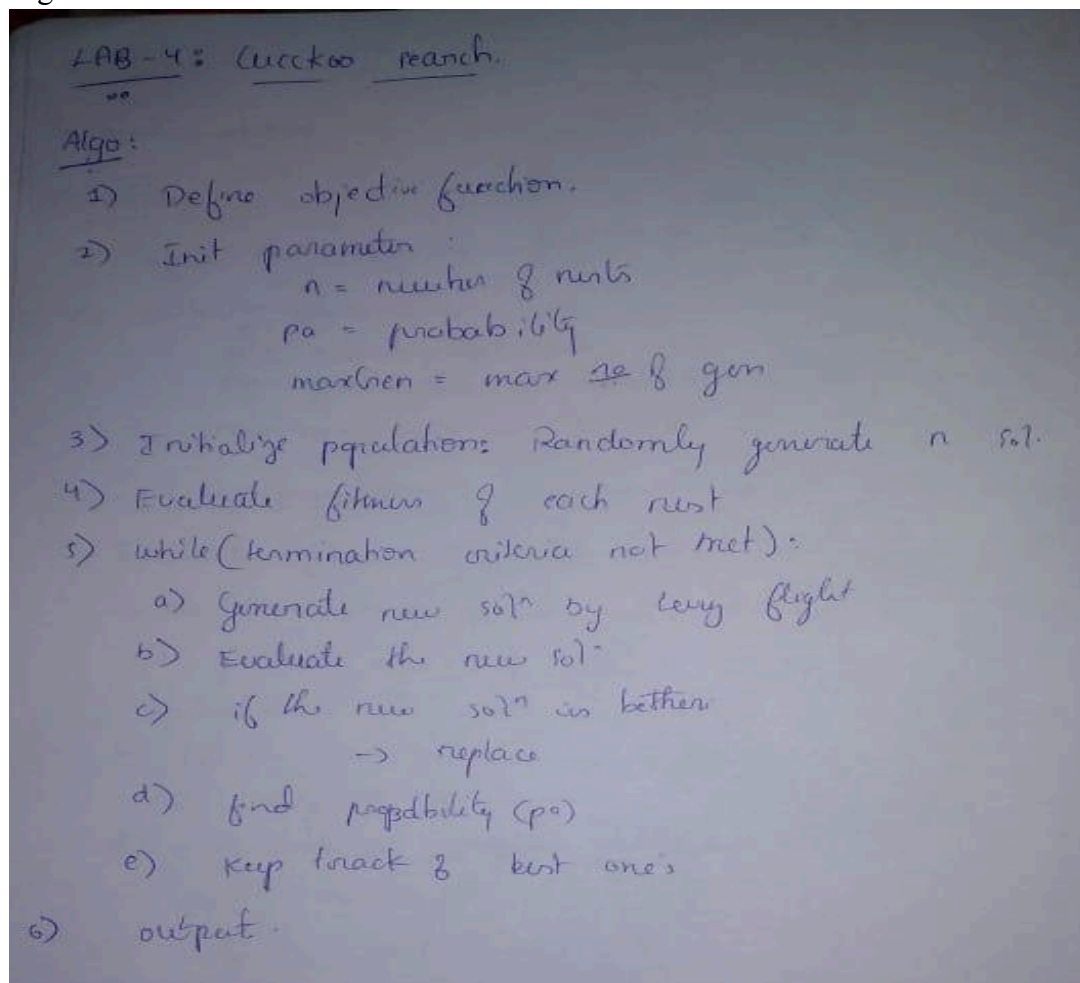 LAB-4: Cucckoo search.
Algo:
1) Define objective function.
2) Init parameter:
n = number of nests
pa = probability
maxGen = max no of gen
3) Initialize population: Randomly generate n sol.
4) Evaluate fitness of each nest
5) while (termination criteria not met):
a) Generate new solⁿ by levy flight
b) Evaluate the new solⁿ
c) if the new solⁿ is better
-> replace
d) find probability (pa)
e) Keep track of best one's
6) output.